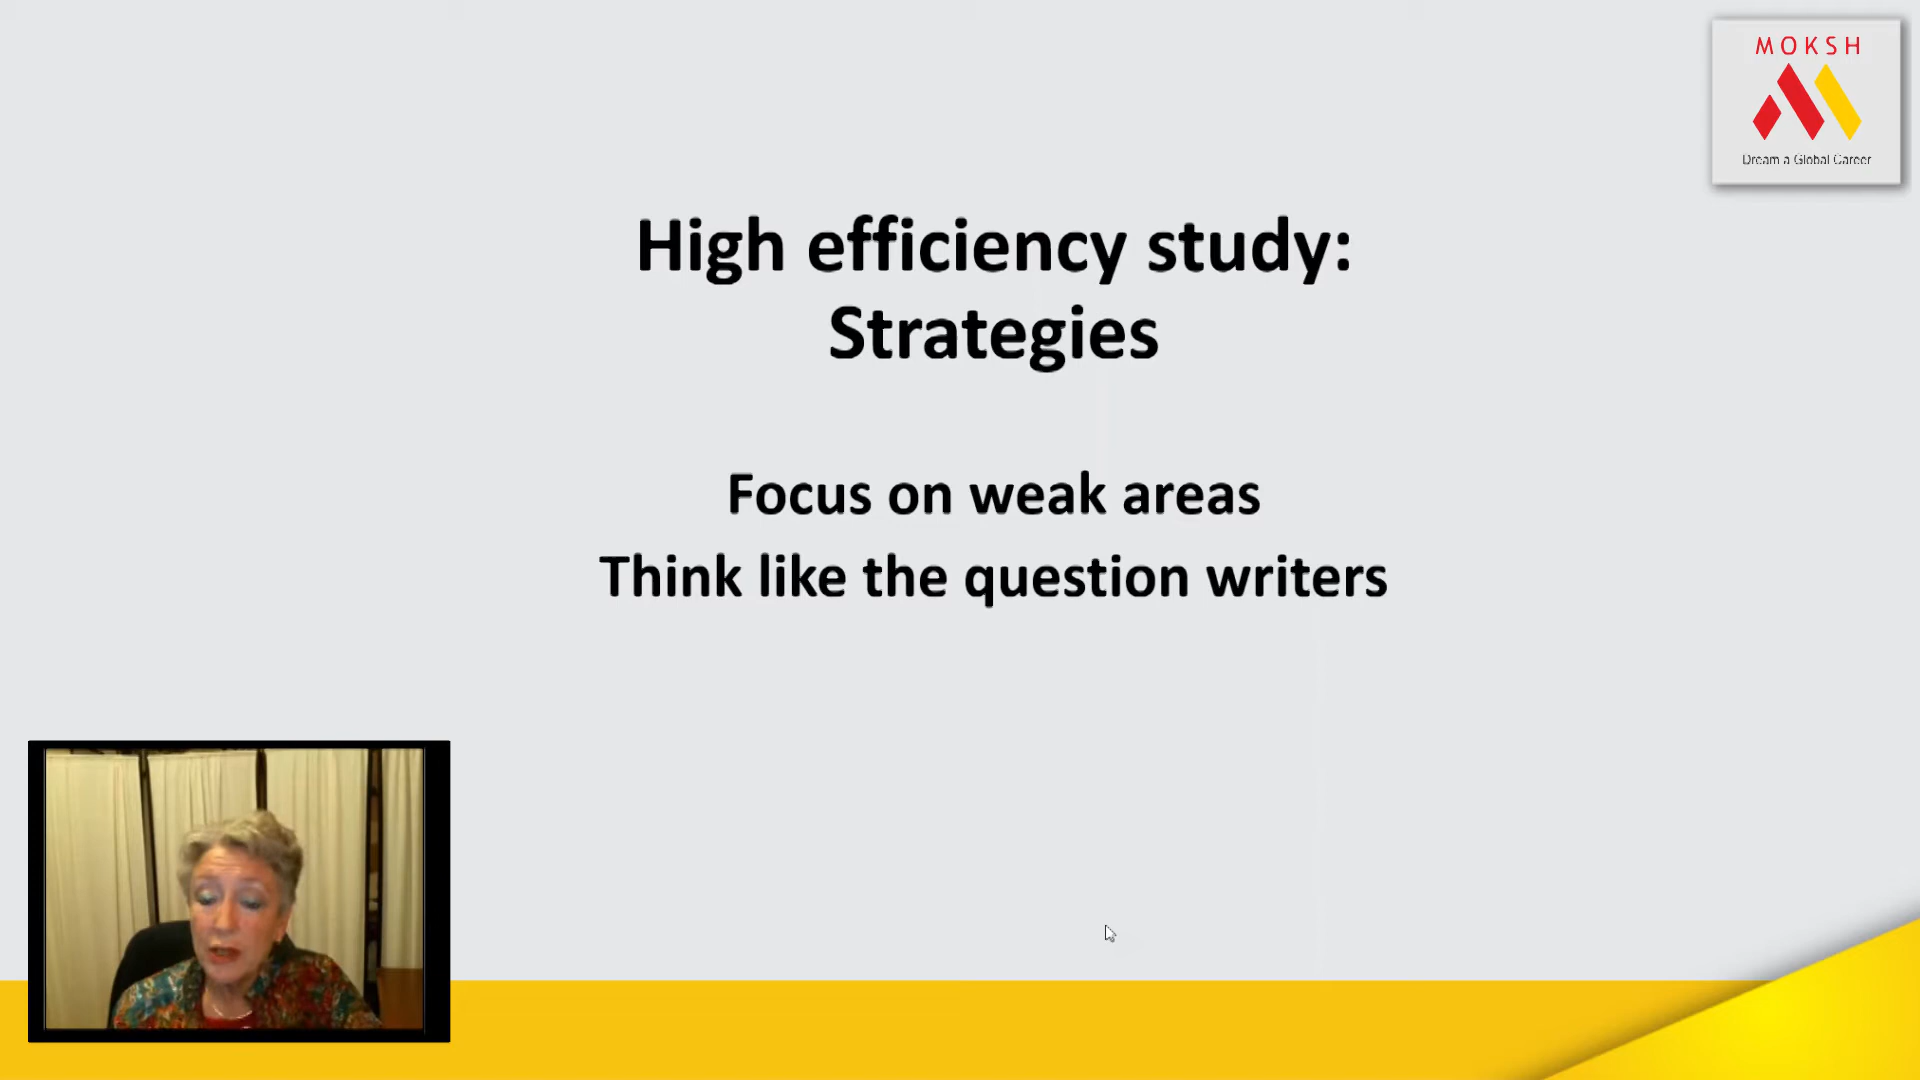 MOKSH
Dream a Global Career
High efficiency study:
Strategies
Focus on weak areas
Think like the question writers